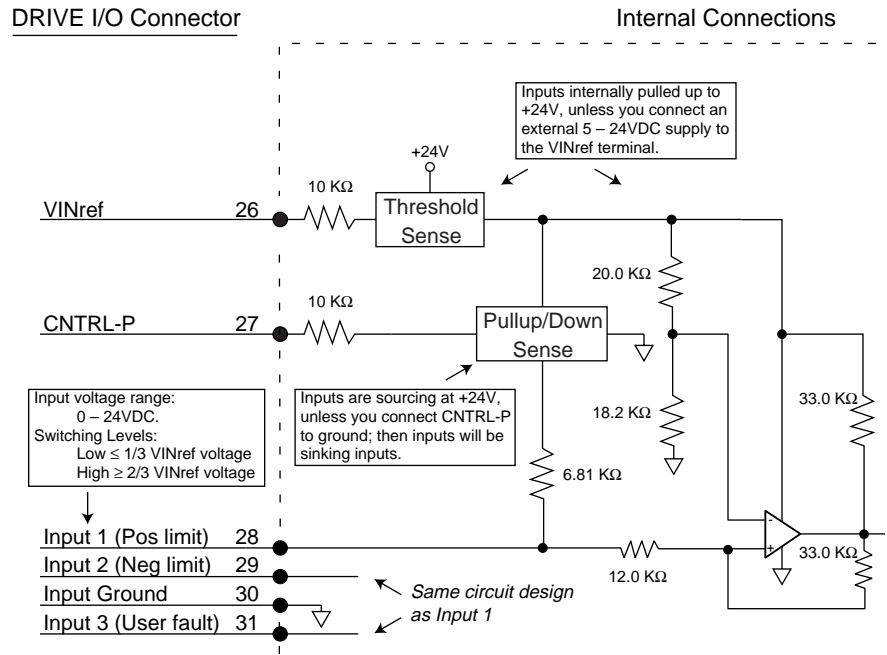 DRIVE I/O Connector
Internal Connections
Inputs internally pulled up to
+24V, unless you connect an
external 5 – 24VDC supply to
the VINref terminal.
+24V
10 KΩ
VINref 26
Threshold
Sense
20.0 KΩ
10 KΩ
CNTRL-P 27
Pullup/Down
Sense
Input voltage range:
0 – 24VDC.
Switching Levels:
Low ≤ 1/3 VINref voltage
High ≥ 2/3 VINref voltage
Inputs are sourcing at +24V,
unless you connect CNTRL-P
to ground; then inputs will be
sinking inputs.
18.2 KΩ
33.0 KΩ
6.81 KΩ
Input 1 (Pos limit) 28
-
+
33.0 KΩ
12.0 KΩ
Input 2 (Neg limit) 29
Input Ground 30
Input 3 (User fault) 31
Same circuit design
as Input 1